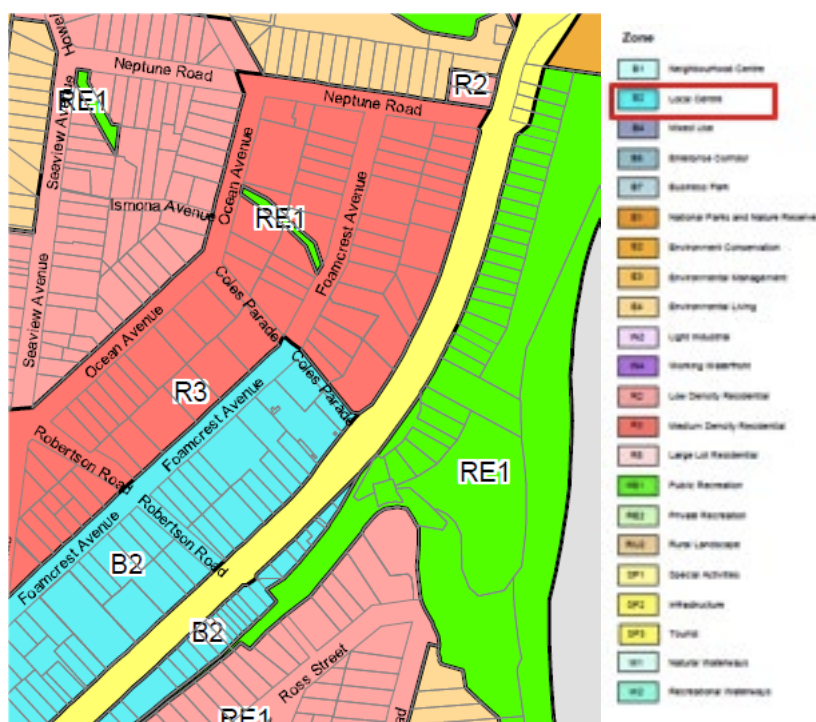 Howe
Neptune Road
RE1
Seaview Avenue
R2
Neptune Road
Ocean Avenue
Ismona Avenue
RE1
Foamcrest Avenue
Seaview Avenue
Coles Parade
Ocean Avenue
Coles Parade
R3
Foamcrest Avenue
Robertson Road
RE1
Robertson Road
Foamcrest Avenue
B2
B2
Ross Street
RE1
ad
Zone
B1 Neighbourhood Centre
B2 Local Centre
B4 Mixed Use
B6 Enterprise Corridor
B7 Business Park
E1 National Parks and Nature Reserve
E2 Environment Conservation
E3 Environmental Management
E4 Environmental Living
IN2 Light Industrial
IN4 Working Waterfront
R2 Low Density Residential
R3 Medium Density Residential
R5 Large Lot Residential
RE1 Public Recreation
RE2 Private Recreation
RU2 Rural Landscape
SP1 Special Activities
SP2 Infrastructure
SP3 Tourist
W1 Natural Waterways
W2 Recreational Waterways